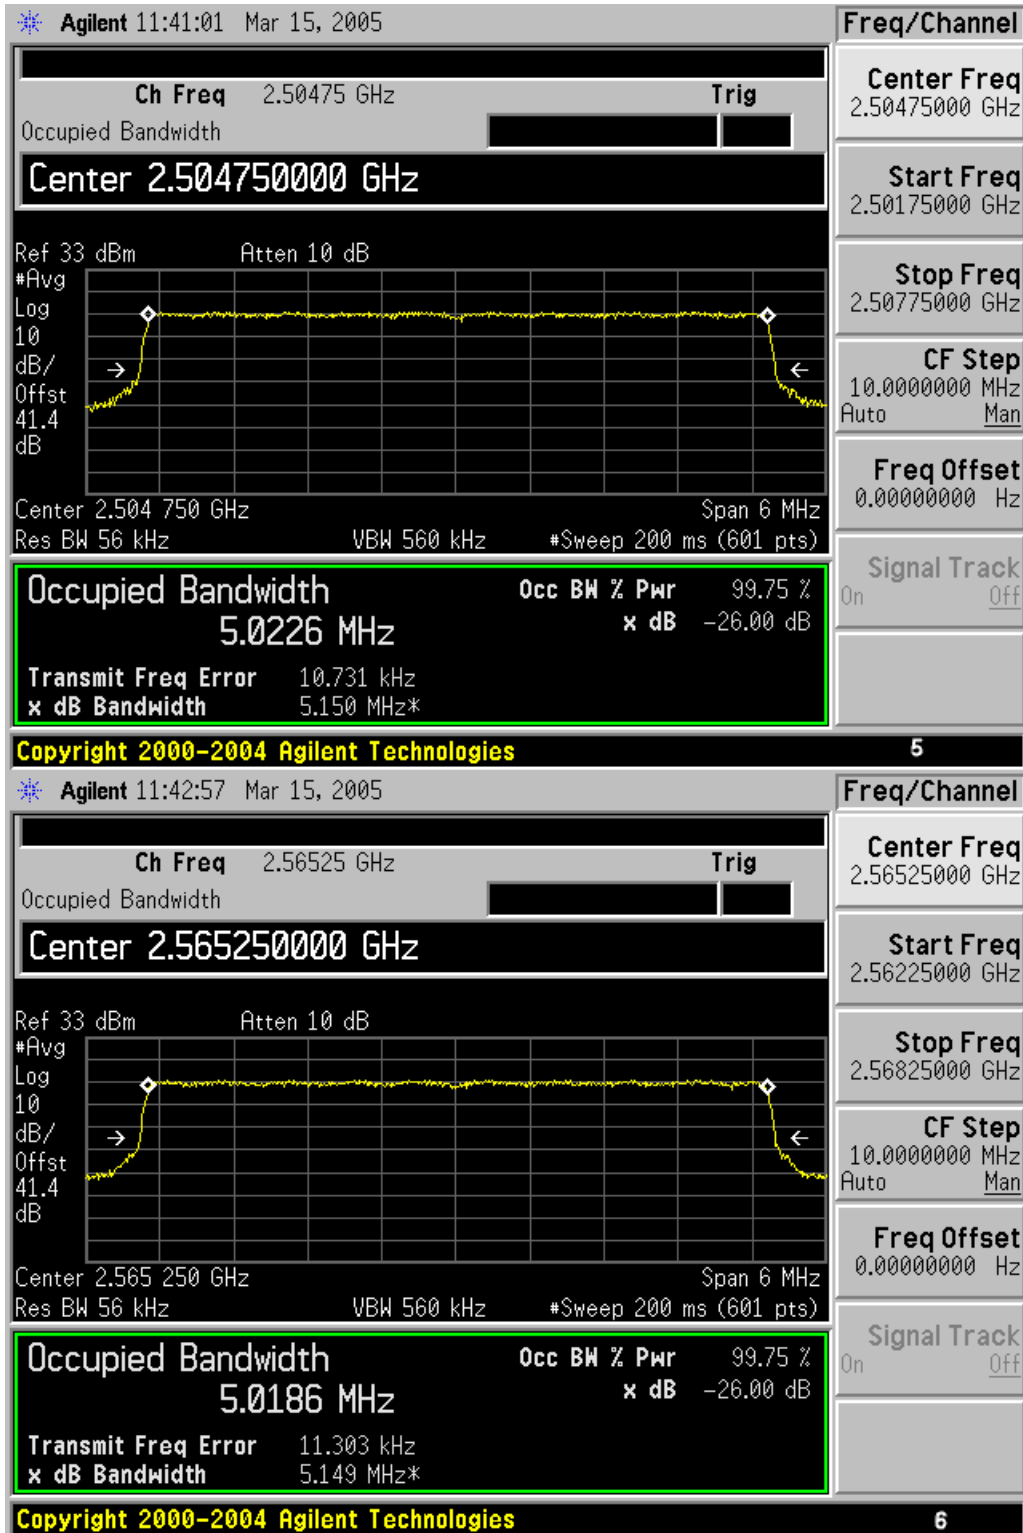 Agilent 11:41:01 Mar 15, 2005
Freq/Channel
Ch Freq 2.50475 GHz Trig
Occupied Bandwidth
Center 2.504750000 GHz
Center Freq
2.50475000 GHz
Start Freq
2.50175000 GHz
Stop Freq
2.50775000 GHz
CF Step
10.0000000 MHz
Auto Man
Freq Offset
0.00000000 Hz
Signal Track
On Off
Ref 33 dBm Atten 10 dB
#Avg
Log
10
dB/
Offst
41.4
dB
Center 2.504 750 GHz Span 6 MHz
Res BW 56 kHz VBW 560 kHz #Sweep 200 ms (601 pts)
Occupied Bandwidth Occ BW % Pwr 99.75 %
5.0226 MHz x dB -26.00 dB
Transmit Freq Error 10.731 kHz
x dB Bandwidth 5.150 MHz*
Copyright 2000-2004 Agilent Technologies 5
Agilent 11:42:57 Mar 15, 2005
Freq/Channel
Ch Freq 2.56525 GHz Trig
Occupied Bandwidth
Center 2.565250000 GHz
Center Freq
2.56525000 GHz
Start Freq
2.56225000 GHz
Stop Freq
2.56825000 GHz
CF Step
10.0000000 MHz
Auto Man
Freq Offset
0.00000000 Hz
Signal Track
On Off
Ref 33 dBm Atten 10 dB
#Avg
Log
10
dB/
Offst
41.4
dB
Center 2.565 250 GHz Span 6 MHz
Res BW 56 kHz VBW 560 kHz #Sweep 200 ms (601 pts)
Occupied Bandwidth Occ BW % Pwr 99.75 %
5.0186 MHz x dB -26.00 dB
Transmit Freq Error 11.303 kHz
x dB Bandwidth 5.149 MHz*
Copyright 2000-2004 Agilent Technologies 6